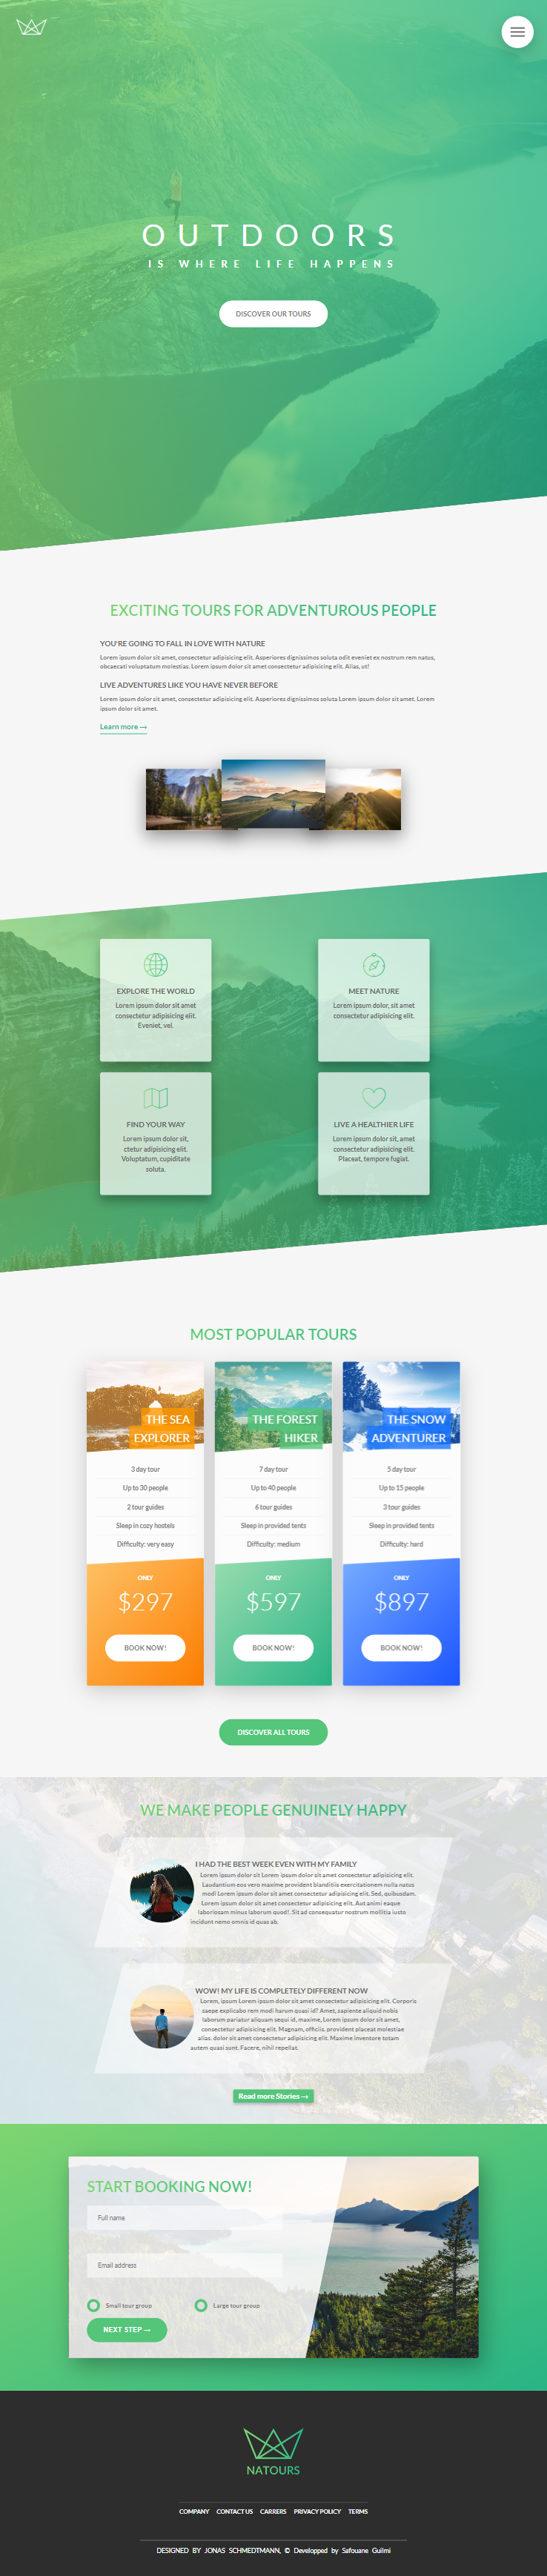 OUTDOORS
IS WHERE LIFE HAPPENS
DISCOVER OUR TOURS
EXCITING TOURS FOR ADVENTUROUS PEOPLE
YOU'RE GOING TO FALL IN LOVE WITH NATURE
Lorem ipsum dolor sit amet, consectetur adipisicing elit. Asperiores dignissimos soluta odit eveniet ex nostrum rem natus,
obcaecati voluptatum molestias. Lorem ipsum dolor sit amet consectetur adipisicing elit. Alias, ut!
LIVE ADVENTURES LIKE YOU HAVE NEVER BEFORE
Lorem ipsum dolor sit amet, consectetur adipisicing elit. Asperiores dignissimos soluta Lorem ipsum dolor sit amet. Lorem
ipsum dolor sit amet.
Learn more →
EXPLORE THE WORLD
Lorem ipsum dolor sit amet
consectetur adipisicing elit.
Eveniet, vel.
MEET NATURE
Lorem ipsum dolor, sit amet
consectetur adipisicing elit.
FIND YOUR WAY
Lorem ipsum dolor sit,
ctetur adipisicing elit.
Voluptatum, cupiditate
soluta.
LIVE A HEALTHIER LIFE
Lorem ipsum dolor sit, amet
consectetur adipisicing elit.
Placeat, tempore fugiat.
MOST POPULAR TOURS
THE SEA
EXPLORER
3 day tour
Up to 30 people
2 tour guides
Sleep in cozy hostels
Difficulty: very easy
ONLY
$297
BOOK NOW!
THE FOREST
HIKER
7 day tour
Up to 40 people
6 tour guides
Sleep in provided tents
Difficulty: medium
ONLY
$597
BOOK NOW!
THE SNOW
ADVENTURER
5 day tour
Up to 15 people
3 tour guides
Sleep in provided tents
Difficulty: hard
ONLY
$897
BOOK NOW!
DISCOVER ALL TOURS
WE MAKE PEOPLE GENUINELY HAPPY
I HAD THE BEST WEEK EVEN WITH MY FAMILY
Lorem ipsum dolor sit Lorem ipsum dolor sit amet consectetur adipisicing elit.
Laudantium eos vero maxime provident blanditiis exercitationem nulla natus
modi Lorem ipsum dolor sit amet consectetur adipisicing elit. Sed, quibusdam.
Lorem ipsum dolor sit amet consectetur adipisicing elit. Aut animi eaque
laboriosam minus laborum quod!. Sit ad consequatur nostrum mollitia iusto
incidunt nemo omnis id quas ab.
WOW! MY LIFE IS COMPLETELY DIFFERENT NOW
Lorem, ipsum Lorem ipsum dolor sit amet consectetur adipisicing elit. Corporis
saepe explicabo rem modi harum quasi id? Amet, sapiente aliquid nobis
laborum pariatur aliquam sequi id, maxime, Lorem ipsum dolor sit amet,
consectetur adipisicing elit. Magnam, officiis. provident placeat molestiae
alias. dolor sit amet consectetur adipisicing elit. Maxime inventore totam
autem quasi sunt. Facere, nihil repellat.
Read more Stories →
START BOOKING NOW!
Full name
Email address
Small tour group
Large tour group
NEXT STEP →
NATOURS
COMPANY CONTACT US CARRERS PRIVACY POLICY TERMS
DESIGNED BY JONAS SCHMEDTMANN, © Developped by Safouane Guilmi